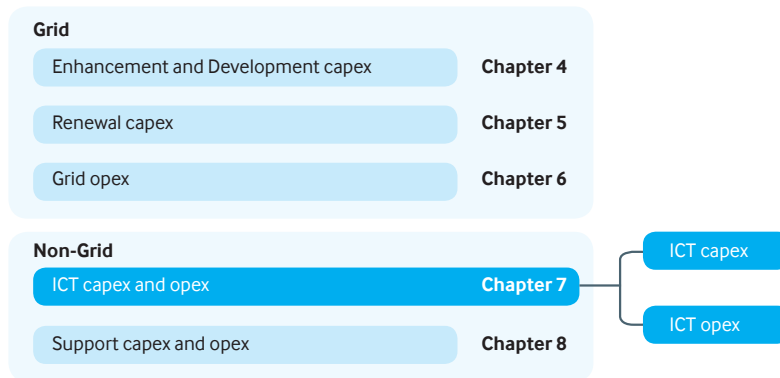 Grid
Enhancement and Development capex Chapter 4
Renewal capex Chapter 5
Grid opex Chapter 6
Non-Grid
ICT capex and opex Chapter 7
Support capex and opex Chapter 8
ICT capex
ICT opex